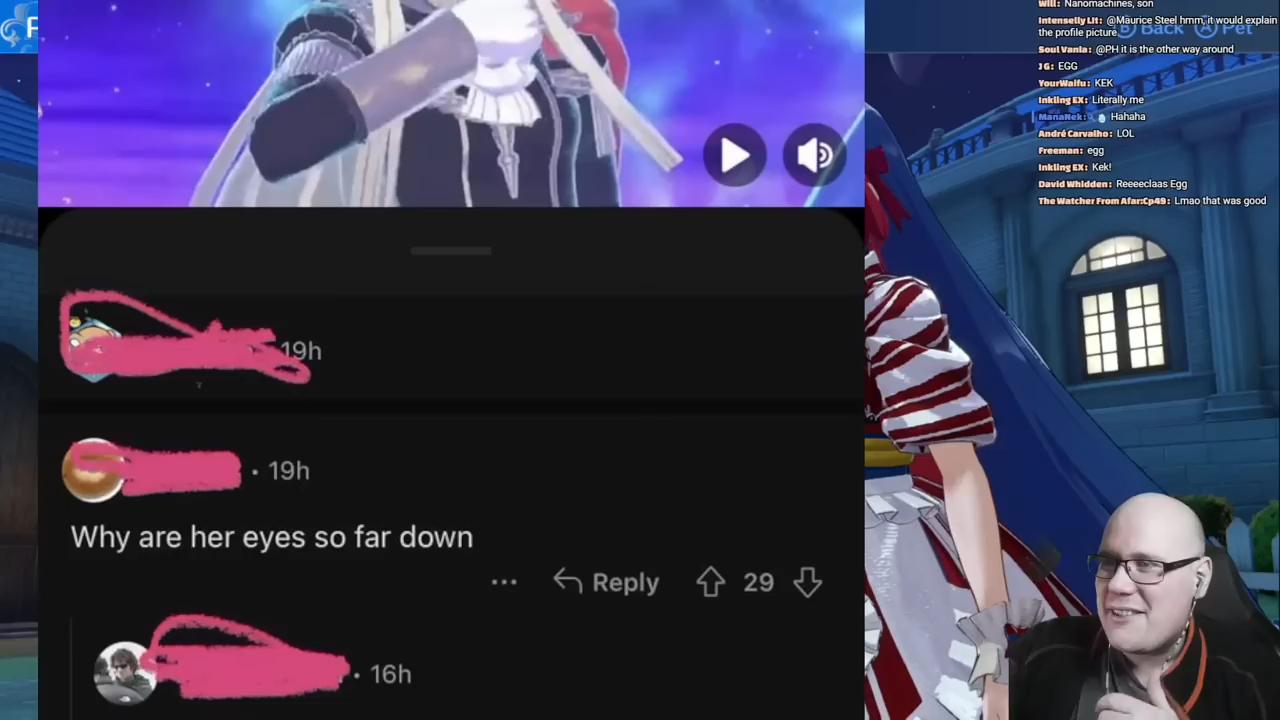 Will: Nanomachines, son
Intenselly Lit: @Maurice Steel hmm, it would explain
the profile picture
B Back A Pet
Soul Vania: @PH it is the other way around
JG: EGG
YourWaifu: KEK
Inkling EX: Literally me
ManaNek: Hahaha
André Carvalho: LOL
Freeman: egg
Inkling EX: Kek!
David Whidden: Reeeeclaas Egg
The Watcher From Afar:Cp49: Lmao that was good
19h
• 19h
Why are her eyes so far down
... Reply 29
• 16h